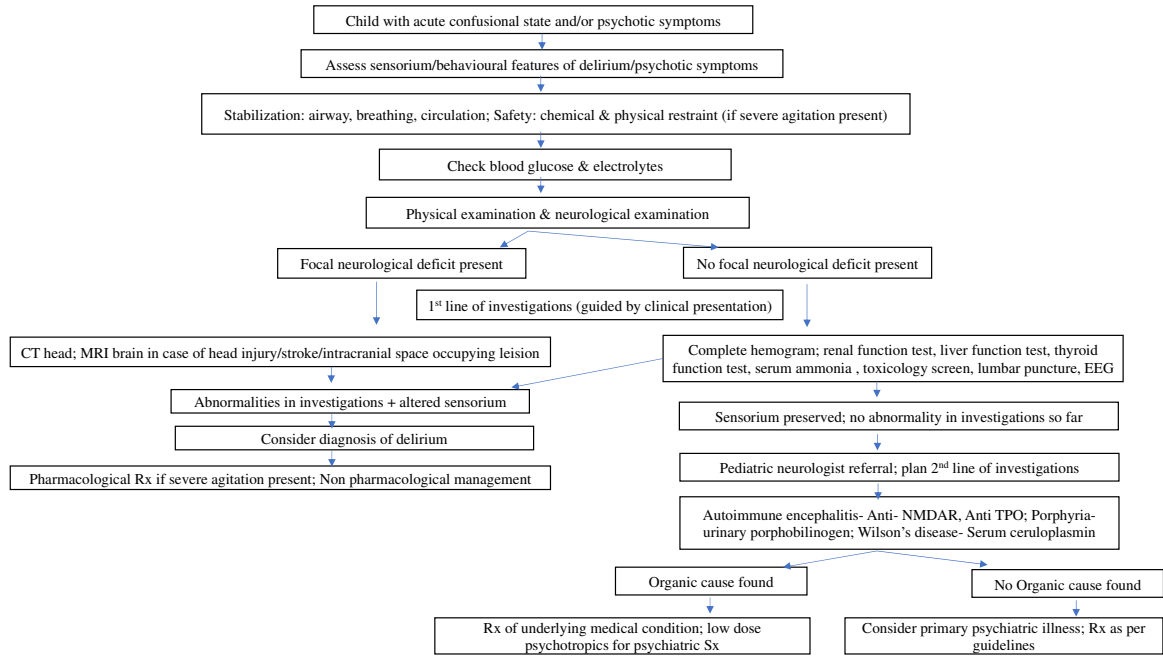 Child with acute confusional state and/or psychotic symptoms
Assess sensorium/behavioural features of delirium/psychotic symptoms
Stabilization: airway, breathing, circulation; Safety: chemical & physical restraint (if severe agitation present)
Check blood glucose & electrolytes
Physical examination & neurological examination
Focal neurological deficit present
No focal neurological deficit present
1st line of investigations (guided by clinical presentation)
CT head; MRI brain in case of head injury/stroke/intracranial space occupying leision
Complete hemogram; renal function test, liver function test, thyroid
function test, serum ammonia , toxicology screen, lumbar puncture, EEG
Abnormalities in investigations + altered sensorium
Sensorium preserved; no abnormality in investigations so far
Consider diagnosis of delirium
Pediatric neurologist referral; plan 2nd line of investigations
Pharmacological Rx if severe agitation present; Non pharmacological management
Autoimmune encephalitis- Anti- NMDAR, Anti TPO; Porphyria-
urinary porphobilinogen; Wilson’s disease- Serum ceruloplasmin
Organic cause found
No Organic cause found
Rx of underlying medical condition; low dose
psychotropics for psychiatric Sx
Consider primary psychiatric illness; Rx as per
guidelines